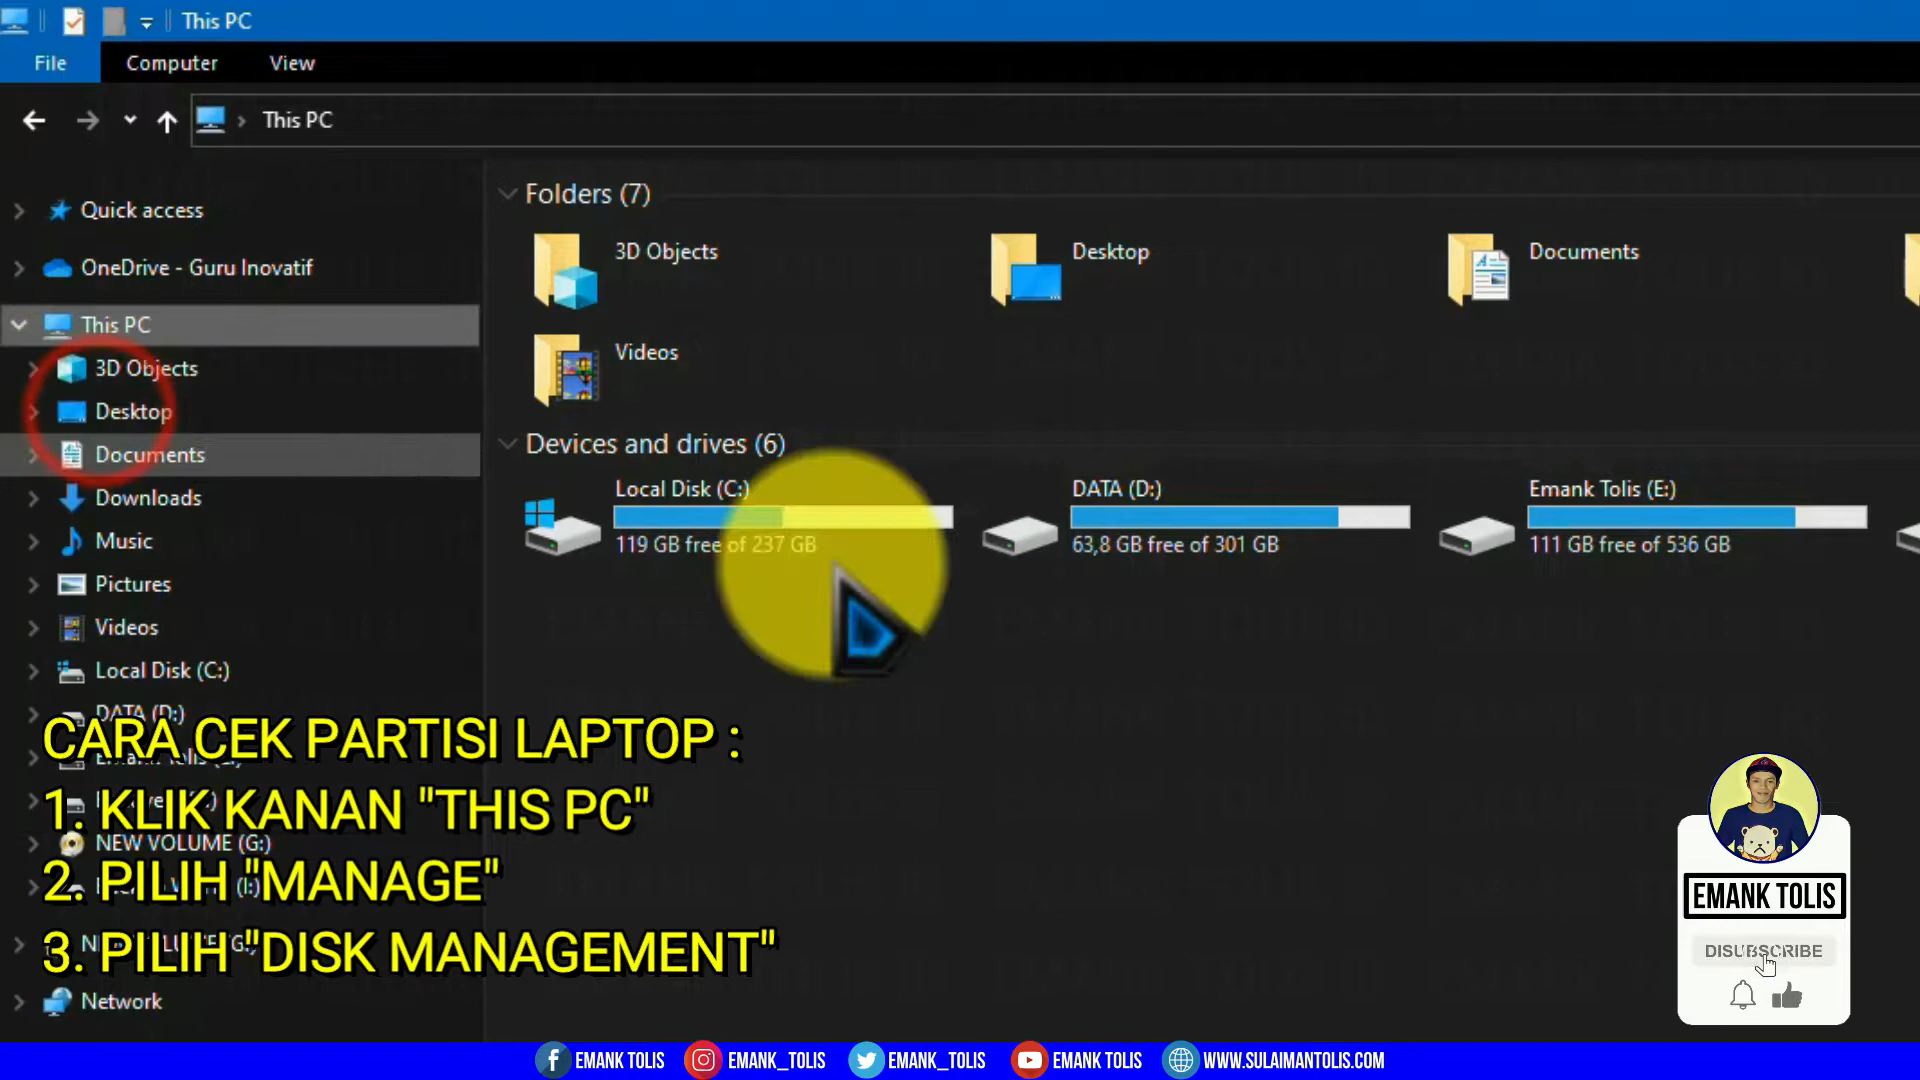 This PC
File Computer View
This PC
Quick access
OneDrive - Guru Inovatif
This PC
3D Objects
Desktop
Documents
Downloads
Music
Pictures
Videos
Local Disk (C:)
DATA (D:)
NEW VOLUME (G:)
Network
Folders (7)
3D Objects
Desktop
Documents
Videos
Devices and drives (6)
Local Disk (C:)
119 GB free of 237 GB
DATA (D:)
63,8 GB free of 301 GB
Emank Tolis (E:)
111 GB free of 536 GB
CARA CEK PARTISI LAPTOP :
1. KLIK KANAN "THIS PC"
2. PILIH "MANAGE"
3. PILIH "DISK MANAGEMENT"
EMANK TOLIS
EMANK TOLIS EMANK_TOLIS EMANK_TOLIS EMANK TOLIS WWW.SULAIMANTOLIS.COM